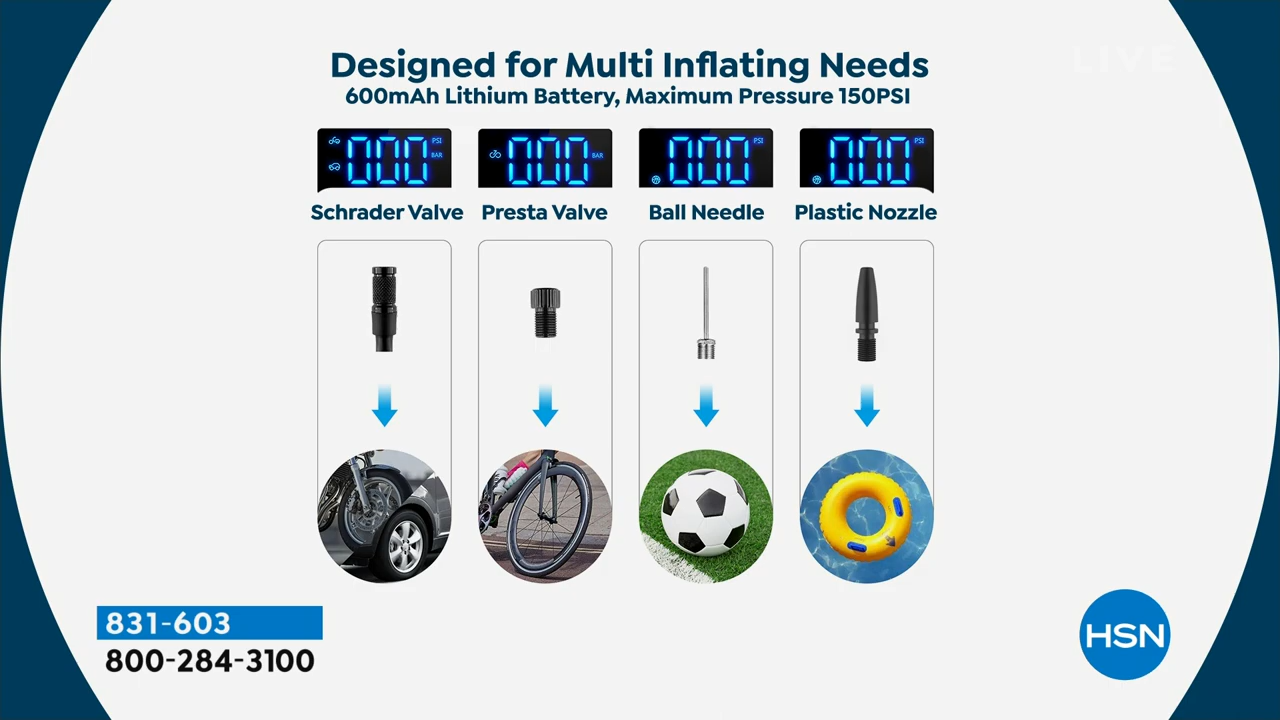 LIVE
Designed for Multi Inflating Needs
600mAh Lithium Battery, Maximum Pressure 150PSI
000 PSI BAR
000 BAR
000 PSI
000 PSI
Schrader Valve
Presta Valve
Ball Needle
Plastic Nozzle
831-603
800-284-3100
HSN